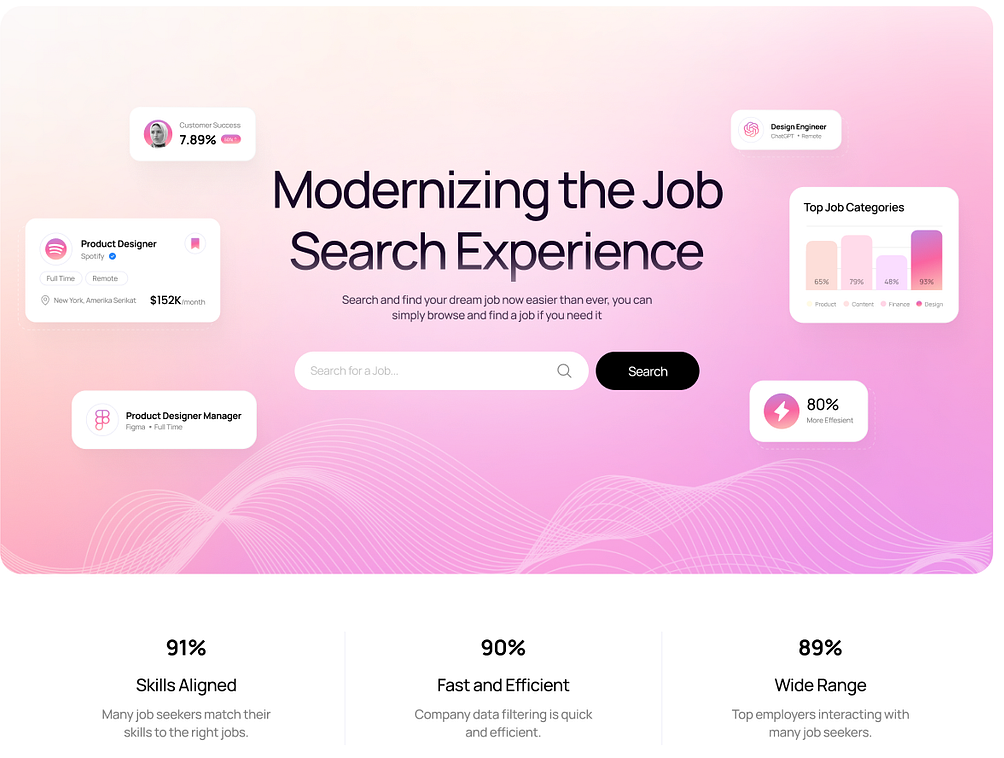 Customer Success
7.89%
Design Engineer
ChatGPT • Remote
Modernizing the Job
Search Experience
Search and find your dream job now easier than ever, you can
simply browse and find a job if you need it
Search for a Job...
Search
Product Designer
Spotify
Full Time
Remote
New York, Amerika Serikat
$152K/month
Top Job Categories
65%
79%
48%
93%
Product
Content
Finance
Design
Product Designer Manager
Figma • Full Time
80%
More Effesient
91%
Skills Aligned
Many job seekers match their
skills to the right jobs.
90%
Fast and Efficient
Company data filtering is quick
and efficient.
89%
Wide Range
Top employers interacting with
many job seekers.